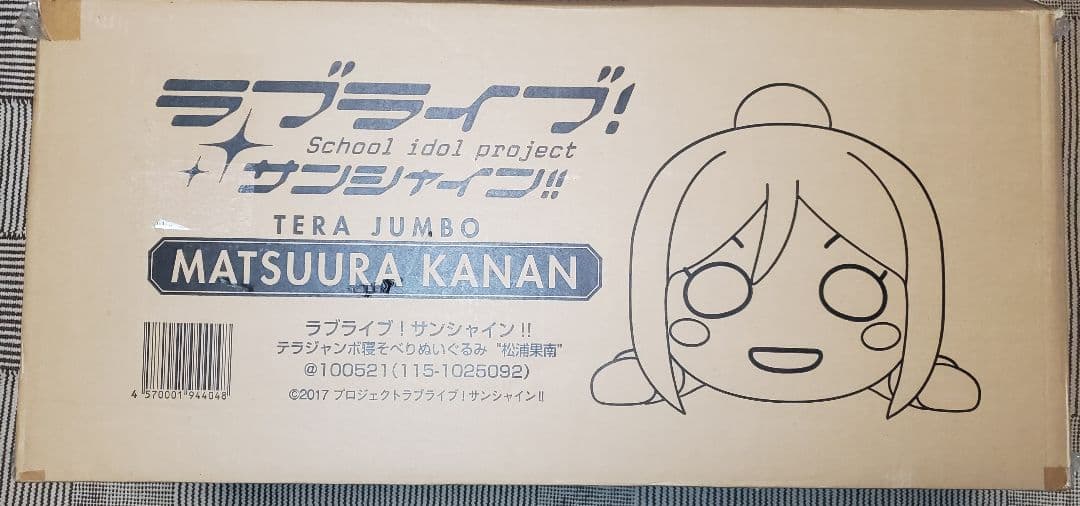 ラブライブ!
School idol project
サンシャイン!!
TERA JUMBO
MATSUURA KANAN
ラブライブ!サンシャイン!!
テラジャンボ寝そべりぬいぐるみ "松浦果南"
@100521(115-1025092)
©2017 プロジェクトラブライブ!サンシャイン!!
4 570001 944048